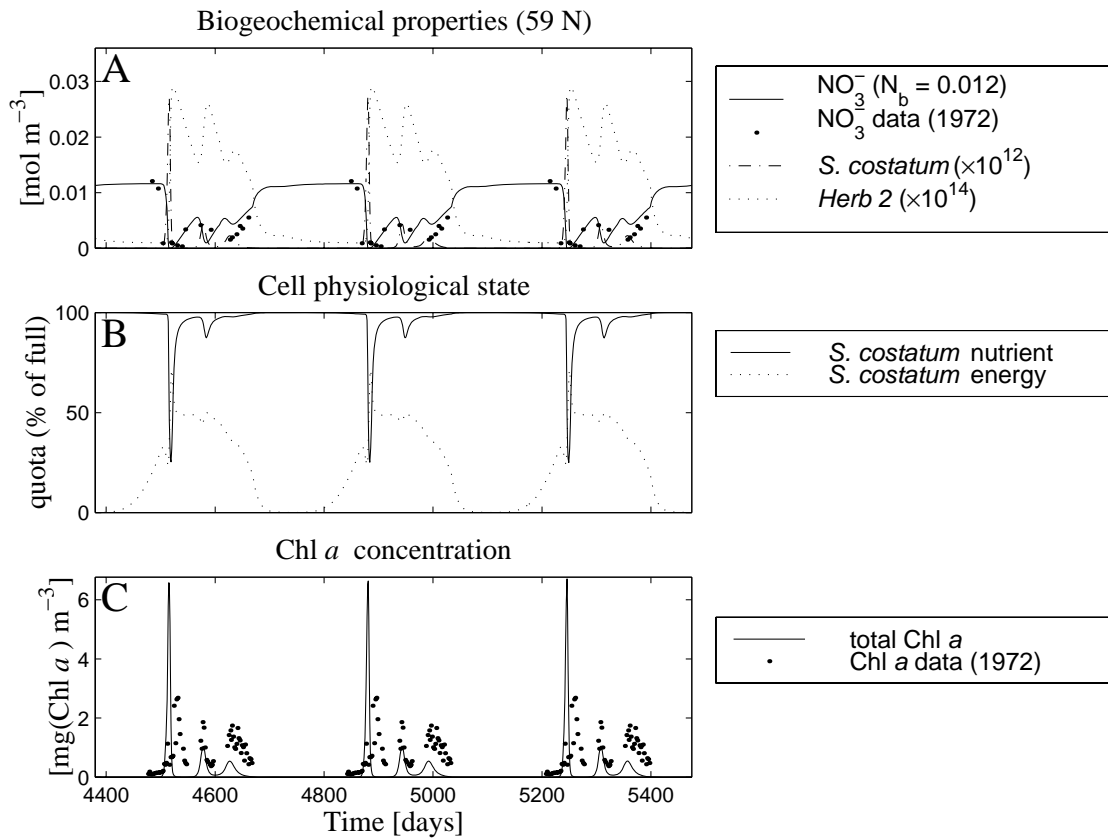 Biogeochemical properties (59 N)
A
[mol m⁻³]
0.03
0.02
0.01
0
NO₃⁻ (N_b = 0.012)
NO₃⁻ data (1972)
S. costatum (×10¹²)
Herb 2 (×10¹⁴)
Cell physiological state
B
quota (% of full)
100
50
0
S. costatum nutrient
S. costatum energy
Chl a concentration
C
[mg(Chl a ) m⁻³]
6
4
2
0
total Chl a
Chl a data (1972)
4400 4600 4800 5000 5200 5400
Time [days]